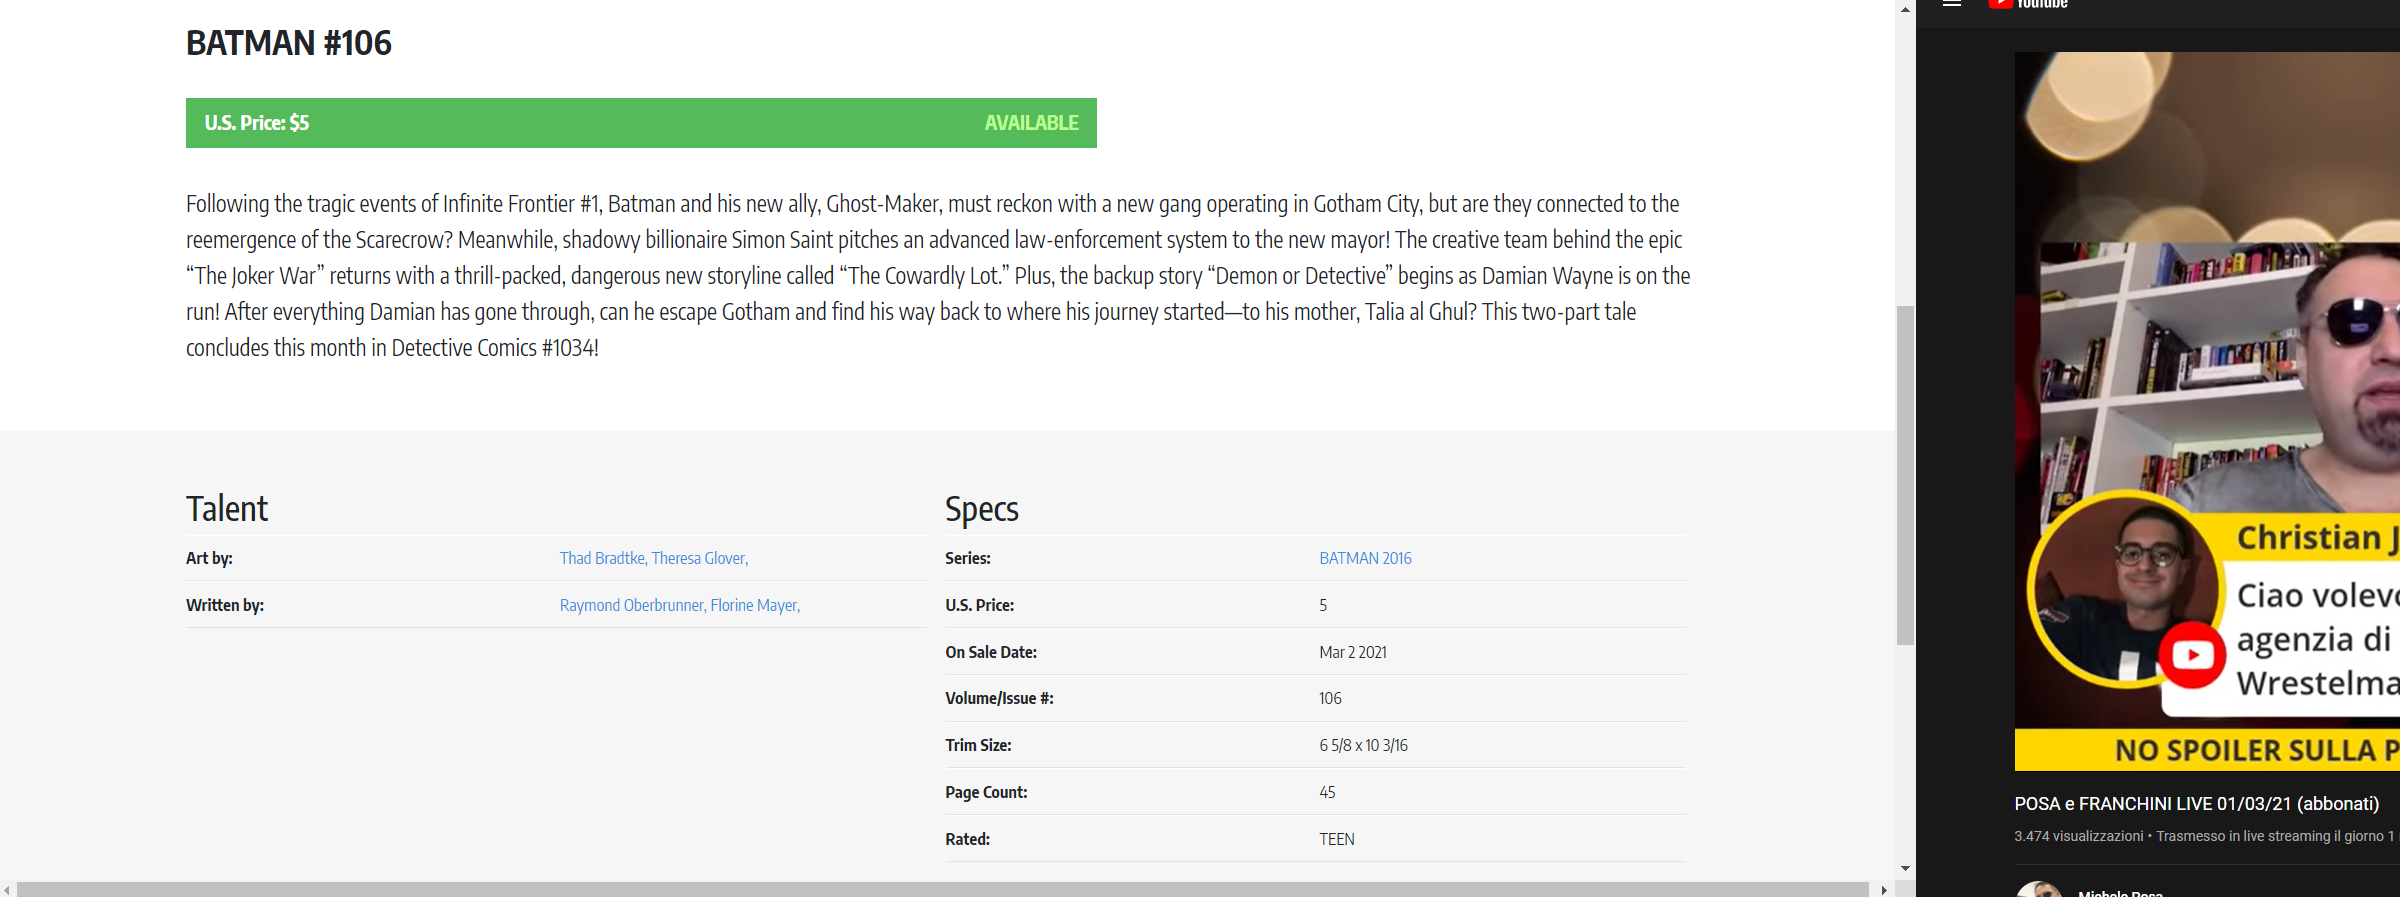 BATMAN #106
U.S. Price: $5 AVAILABLE
Following the tragic events of Infinite Frontier #1, Batman and his new ally, Ghost-Maker, must reckon with a new gang operating in Gotham City, but are they connected to the
reemergence of the Scarecrow? Meanwhile, shadowy billionaire Simon Saint pitches an advanced law-enforcement system to the new mayor! The creative team behind the epic
“The Joker War” returns with a thrill-packed, dangerous new storyline called “The Cowardly Lot.” Plus, the backup story “Demon or Detective” begins as Damian Wayne is on the
run! After everything Damian has gone through, can he escape Gotham and find his way back to where his journey started—to his mother, Talia al Ghul? This two-part tale
concludes this month in Detective Comics #1034!
Talent
Art by: Thad Bradtke, Theresa Glover,
Written by: Raymond Oberbrunner, Florine Mayer,
Specs
Series: BATMAN 2016
U.S. Price: 5
On Sale Date: Mar 2 2021
Volume/Issue #: 106
Trim Size: 6 5/8 x 10 3/16
Page Count: 45
Rated: TEEN
YouTube
Christian J
Ciao volevo
agenzia di
Wrestelma
NO SPOILER SULLA P
POSA e FRANCHINI LIVE 01/03/21 (abbonati)
3.474 visualizzazioni • Trasmesso in live streaming il giorno 1
Michele Posa